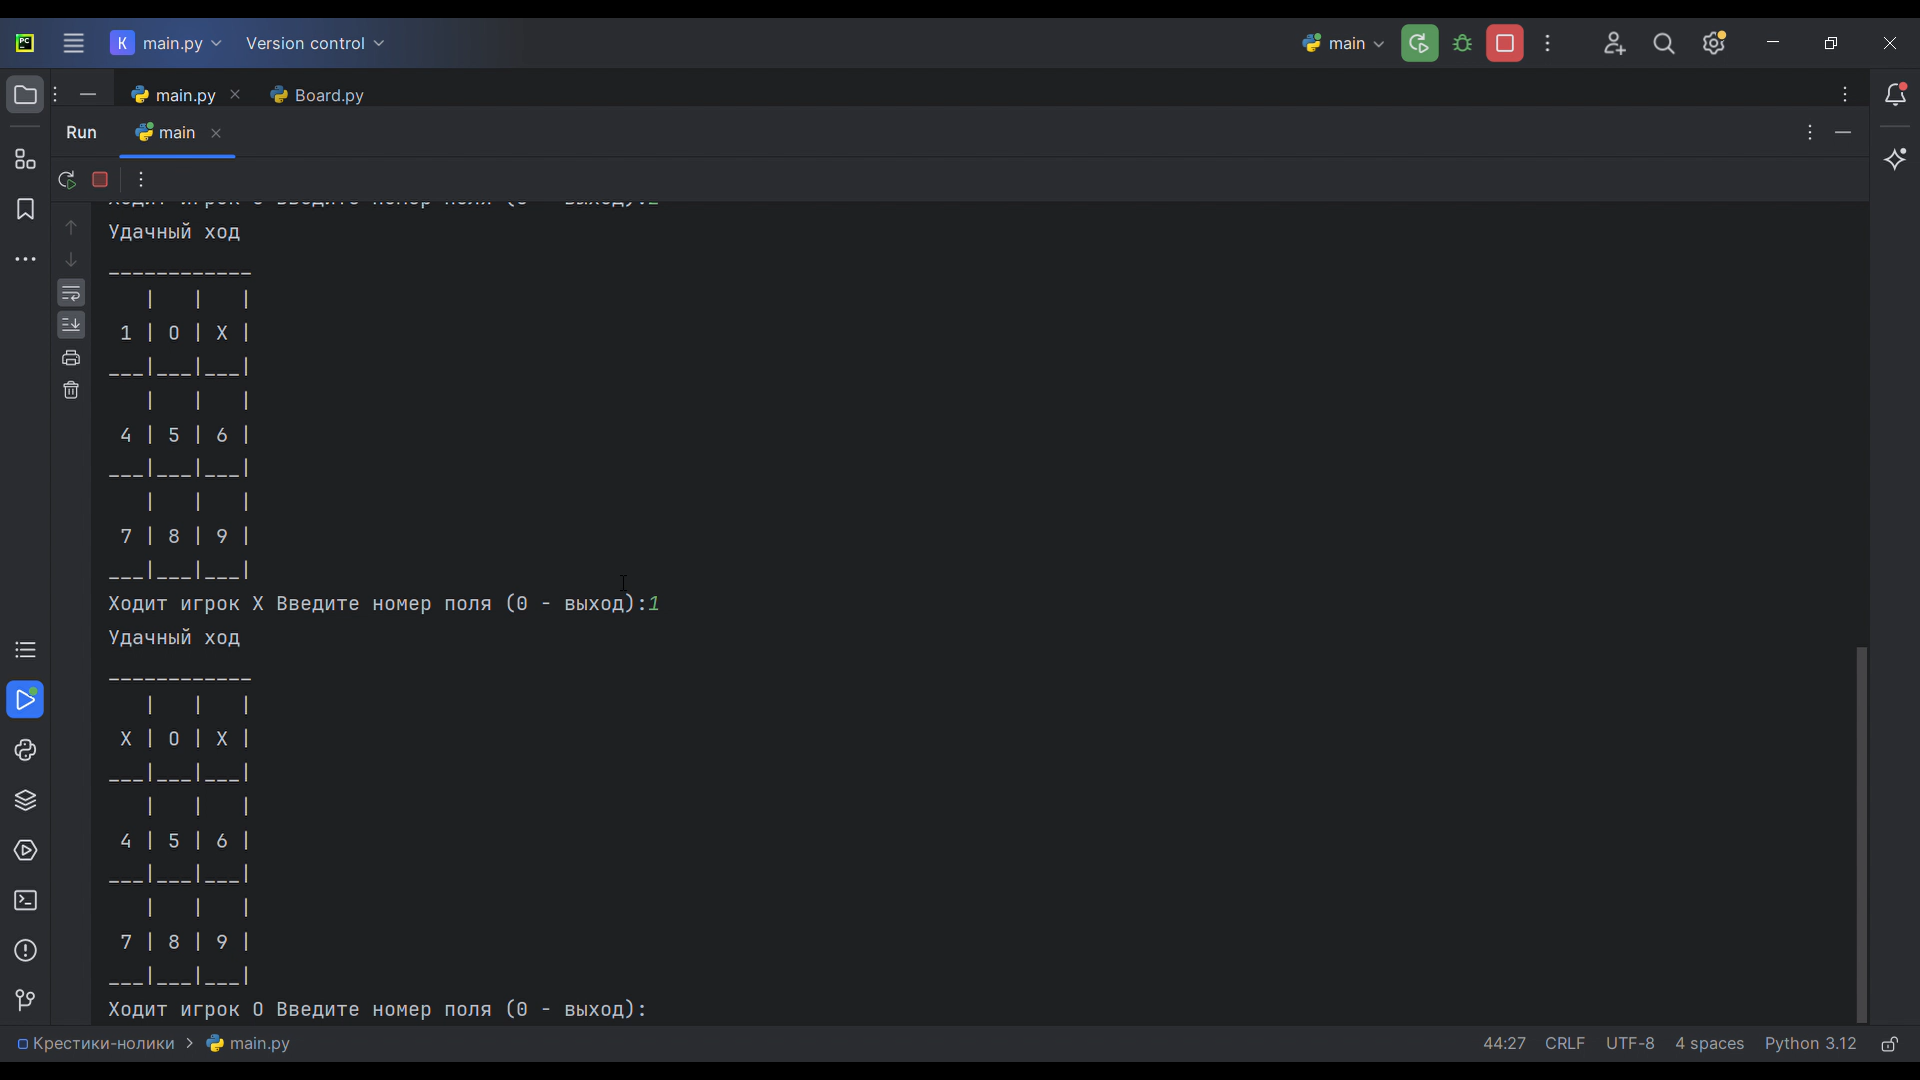 K main.py Version control main
main.py Board.py
Run main
Удачный ход
____________
   |   |   |
 1 | O | X |
___|___|___|
   |   |   |
 4 | 5 | 6 |
___|___|___|
   |   |   |
 7 | 8 | 9 |
___|___|___|
Ходит игрок X Введите номер поля (0 - выход):1
Удачный ход
____________
   |   |   |
 X | O | X |
___|___|___|
   |   |   |
 4 | 5 | 6 |
___|___|___|
   |   |   |
 7 | 8 | 9 |
___|___|___|
Ходит игрок O Введите номер поля (0 - выход):
Крестики-нолики > main.py 44:27 CRLF UTF-8 4 spaces Python 3.12